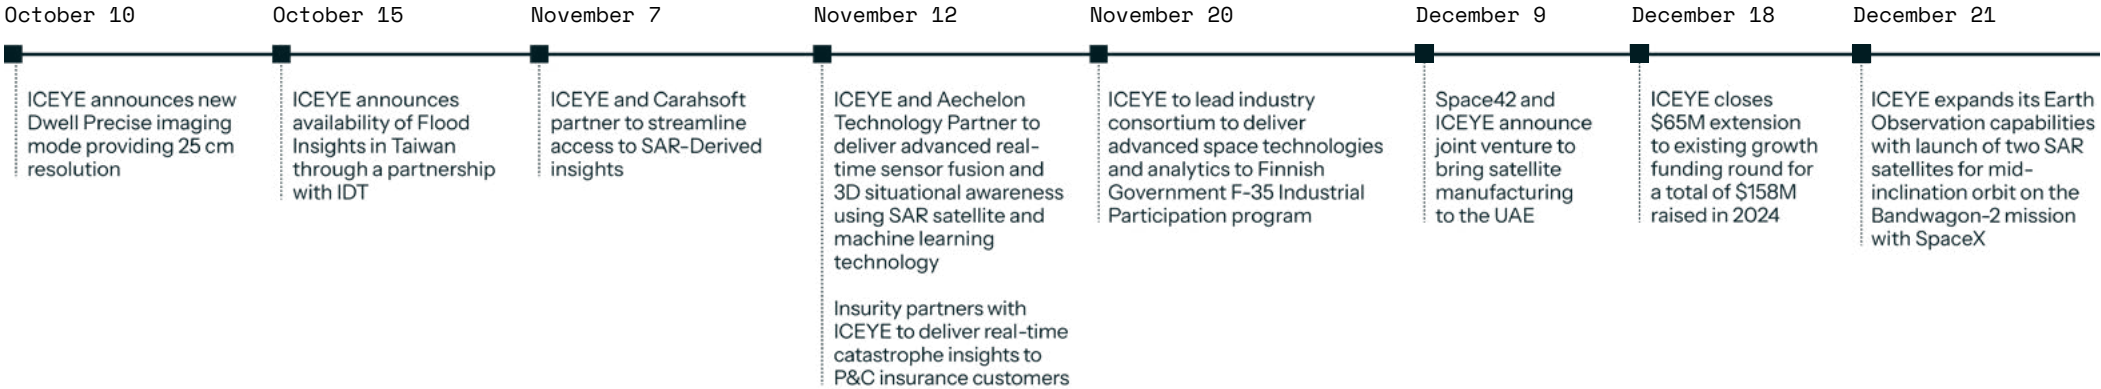 October 10
ICEYE announces new
Dwell Precise imaging
mode providing 25 cm
resolution
October 15
ICEYE announces
availability of Flood
Insights in Taiwan
through a partnership
with IDT
November 7
ICEYE and Carahsoft
partner to streamline
access to SAR-Derived
insights
November 12
ICEYE and Aechelon
Technology Partner to
deliver advanced real-
time sensor fusion and
3D situational awareness
using SAR satellite and
machine learning
technology
Insurity partners with
ICEYE to deliver real-time
catastrophe insights to
P&C insurance customers
November 20
ICEYE to lead industry
consortium to deliver
advanced space technologies
and analytics to Finnish
Government F-35 Industrial
Participation program
December 9
Space42 and
ICEYE announce
joint venture to
bring satellite
manufacturing
to the UAE
December 18
ICEYE closes
$65M extension
to existing growth
funding round for
a total of $158M
raised in 2024
December 21
ICEYE expands its Earth
Observation capabilities
with launch of two SAR
satellites for mid-
inclination orbit on the
Bandwagon-2 mission
with SpaceX